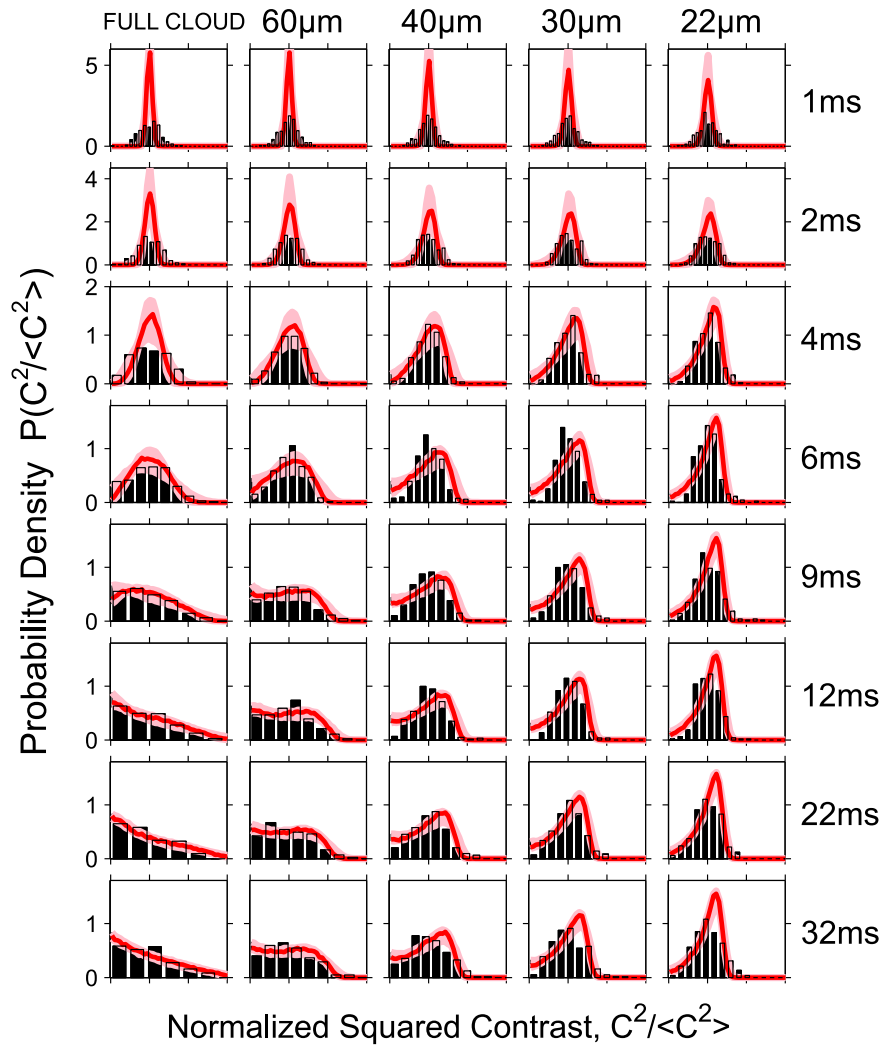 FULL CLOUD 60µm 40µm 30µm 22µm
5
0
1ms
4
2
0
2ms
2
1
0
4ms
1
0
6ms
1
0
9ms
1
0
12ms
1
0
22ms
1
0
32ms
Probability Density P(C²/<C²>)
Normalized Squared Contrast, C²/<C²>